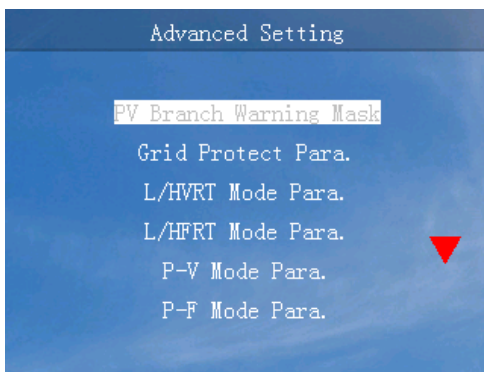 Advanced Setting
PV Branch Warning Mask
Grid Protect Para.
L/HVRT Mode Para.
L/HFRT Mode Para.
P-V Mode Para.
P-F Mode Para.